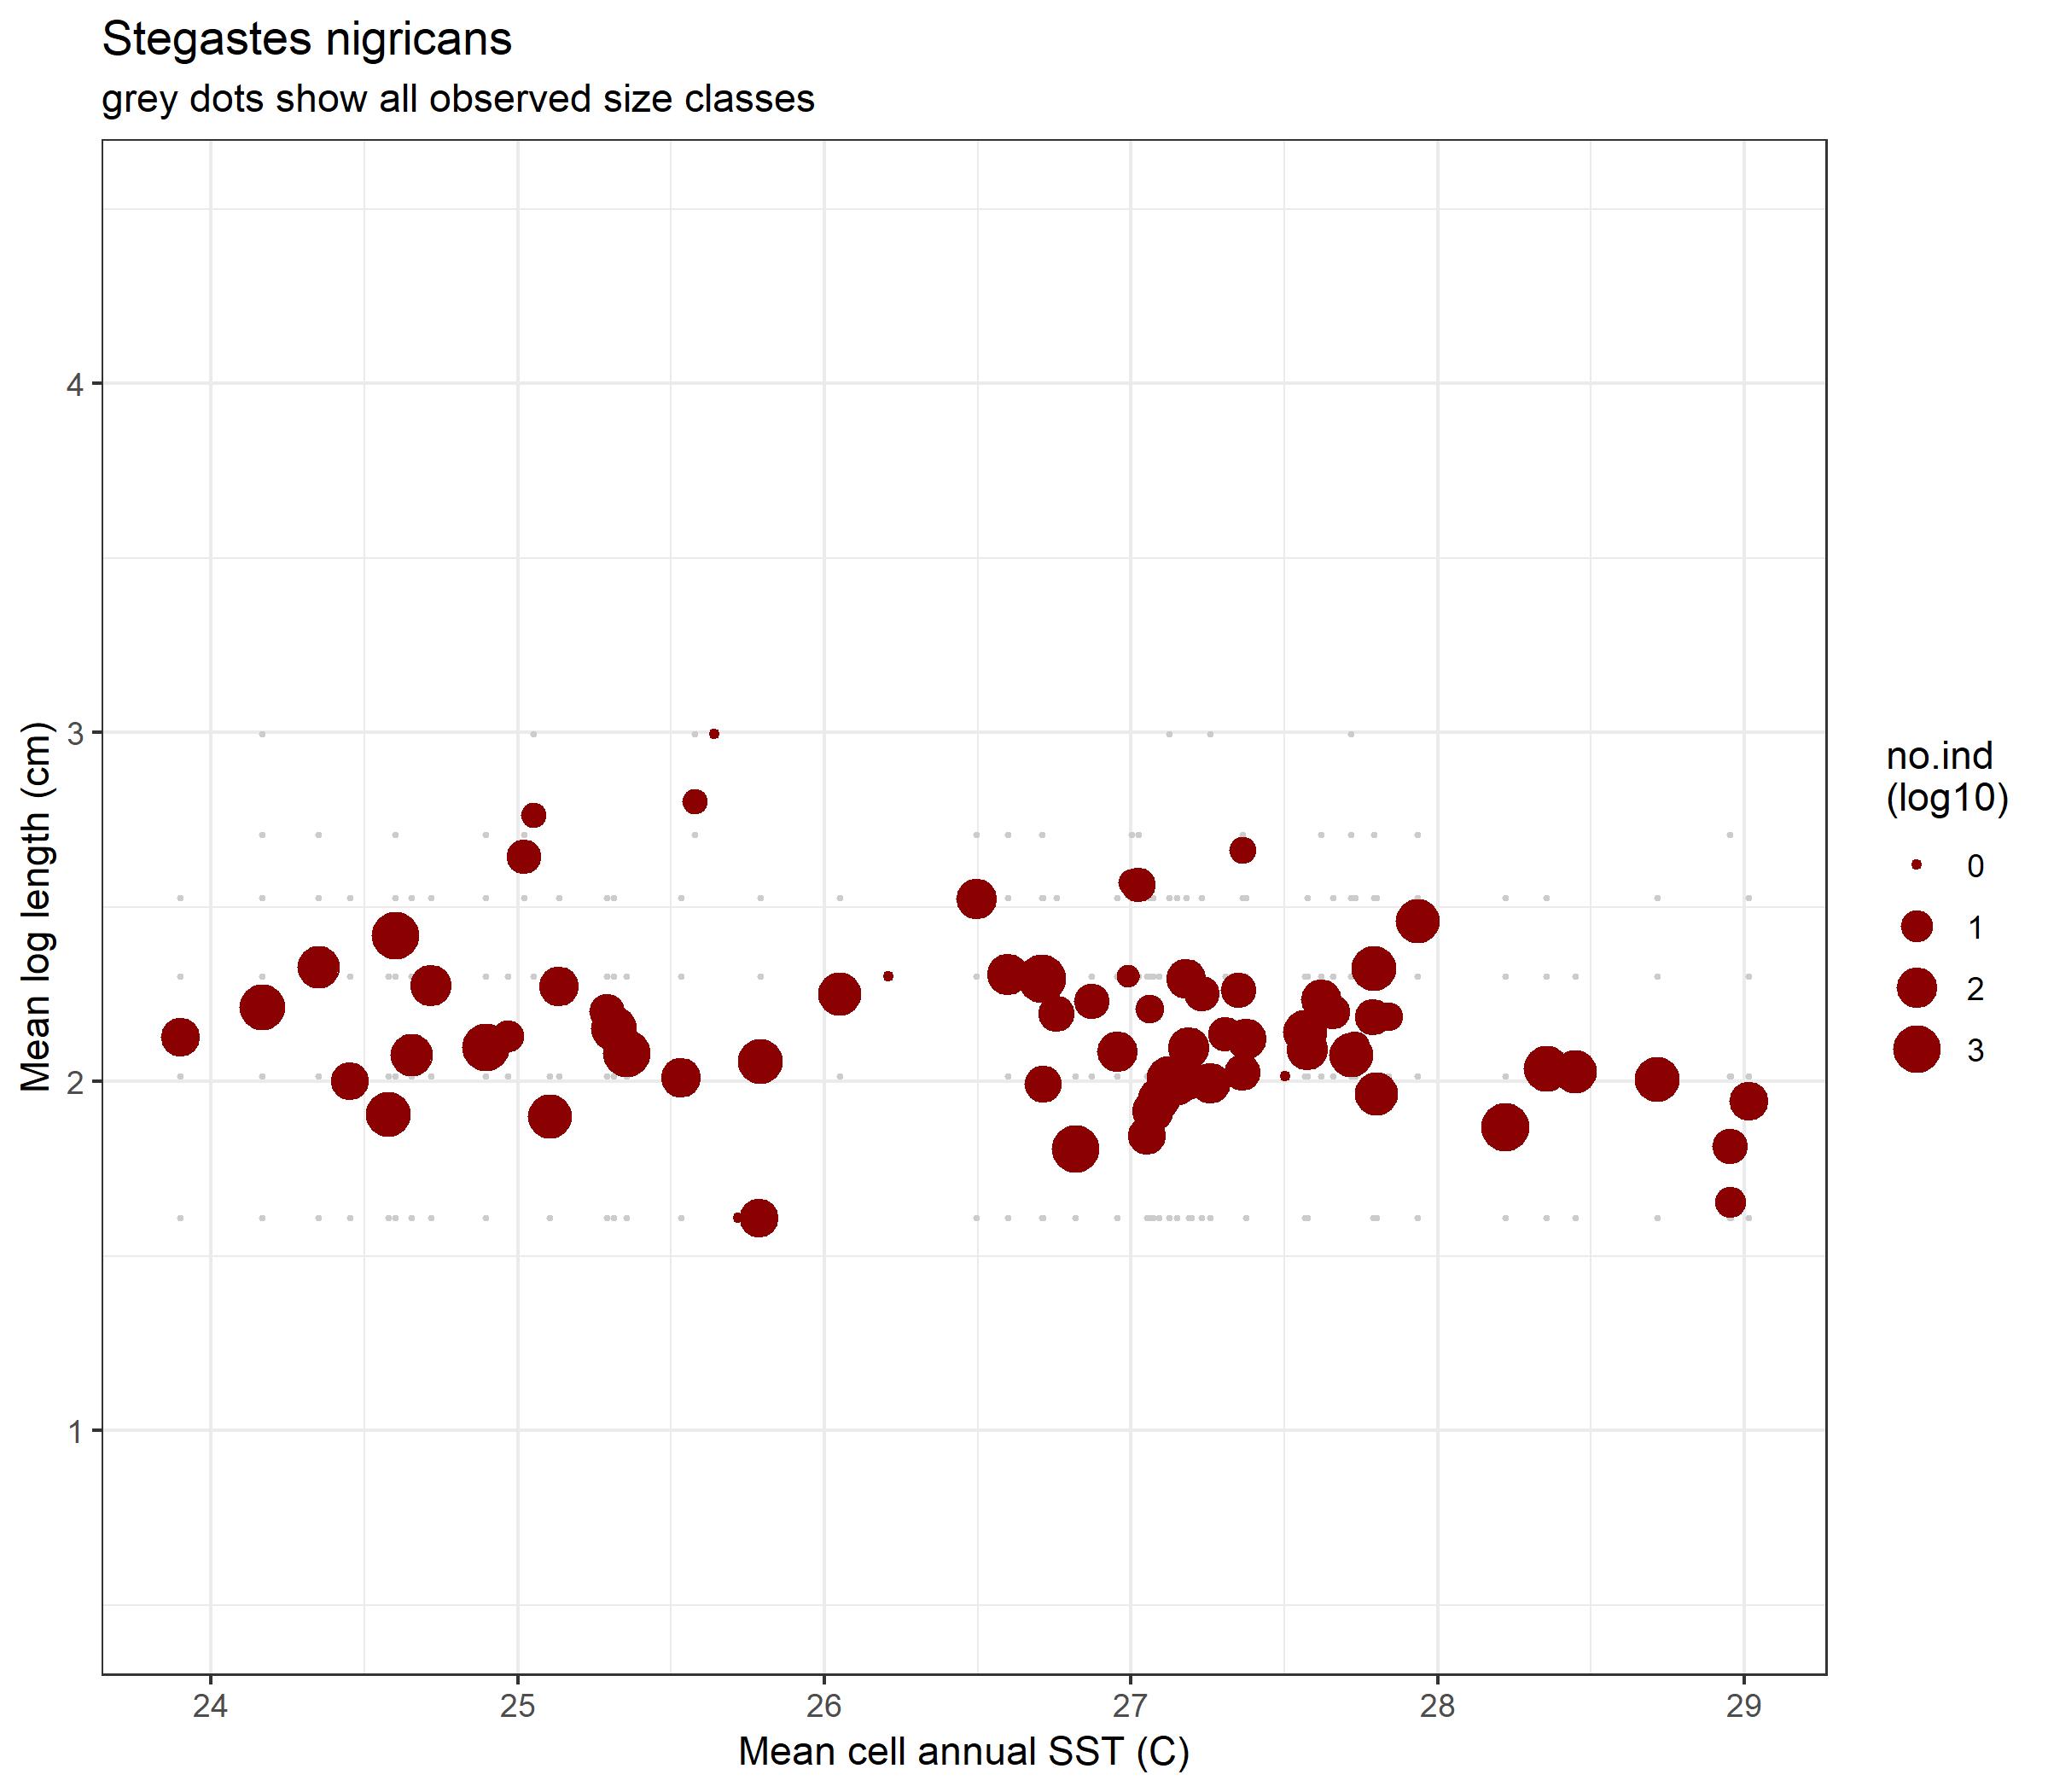 Stegastes nigricans
grey dots show all observed size classes
Mean log length (cm)
4
3
2
1
24 25 26 27 28 29
Mean cell annual SST (C)
no.ind
(log10)
0
1
2
3